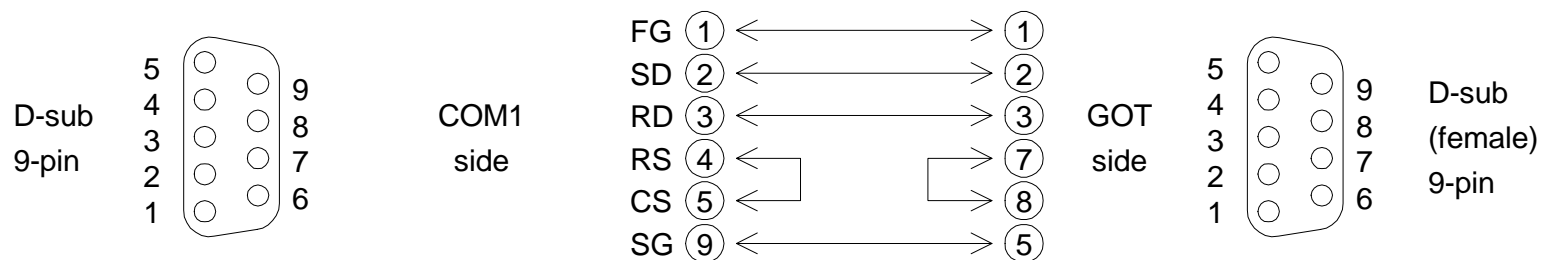 D-sub
9-pin
5
4
3
2
1
9
8
7
6
COM1
side
FG 1 1
SD 2 2
RD 3 3
RS 4 7
CS 5 8
SG 9 5
GOT
side
5
4
3
2
1
9
8
7
6
D-sub
(female)
9-pin